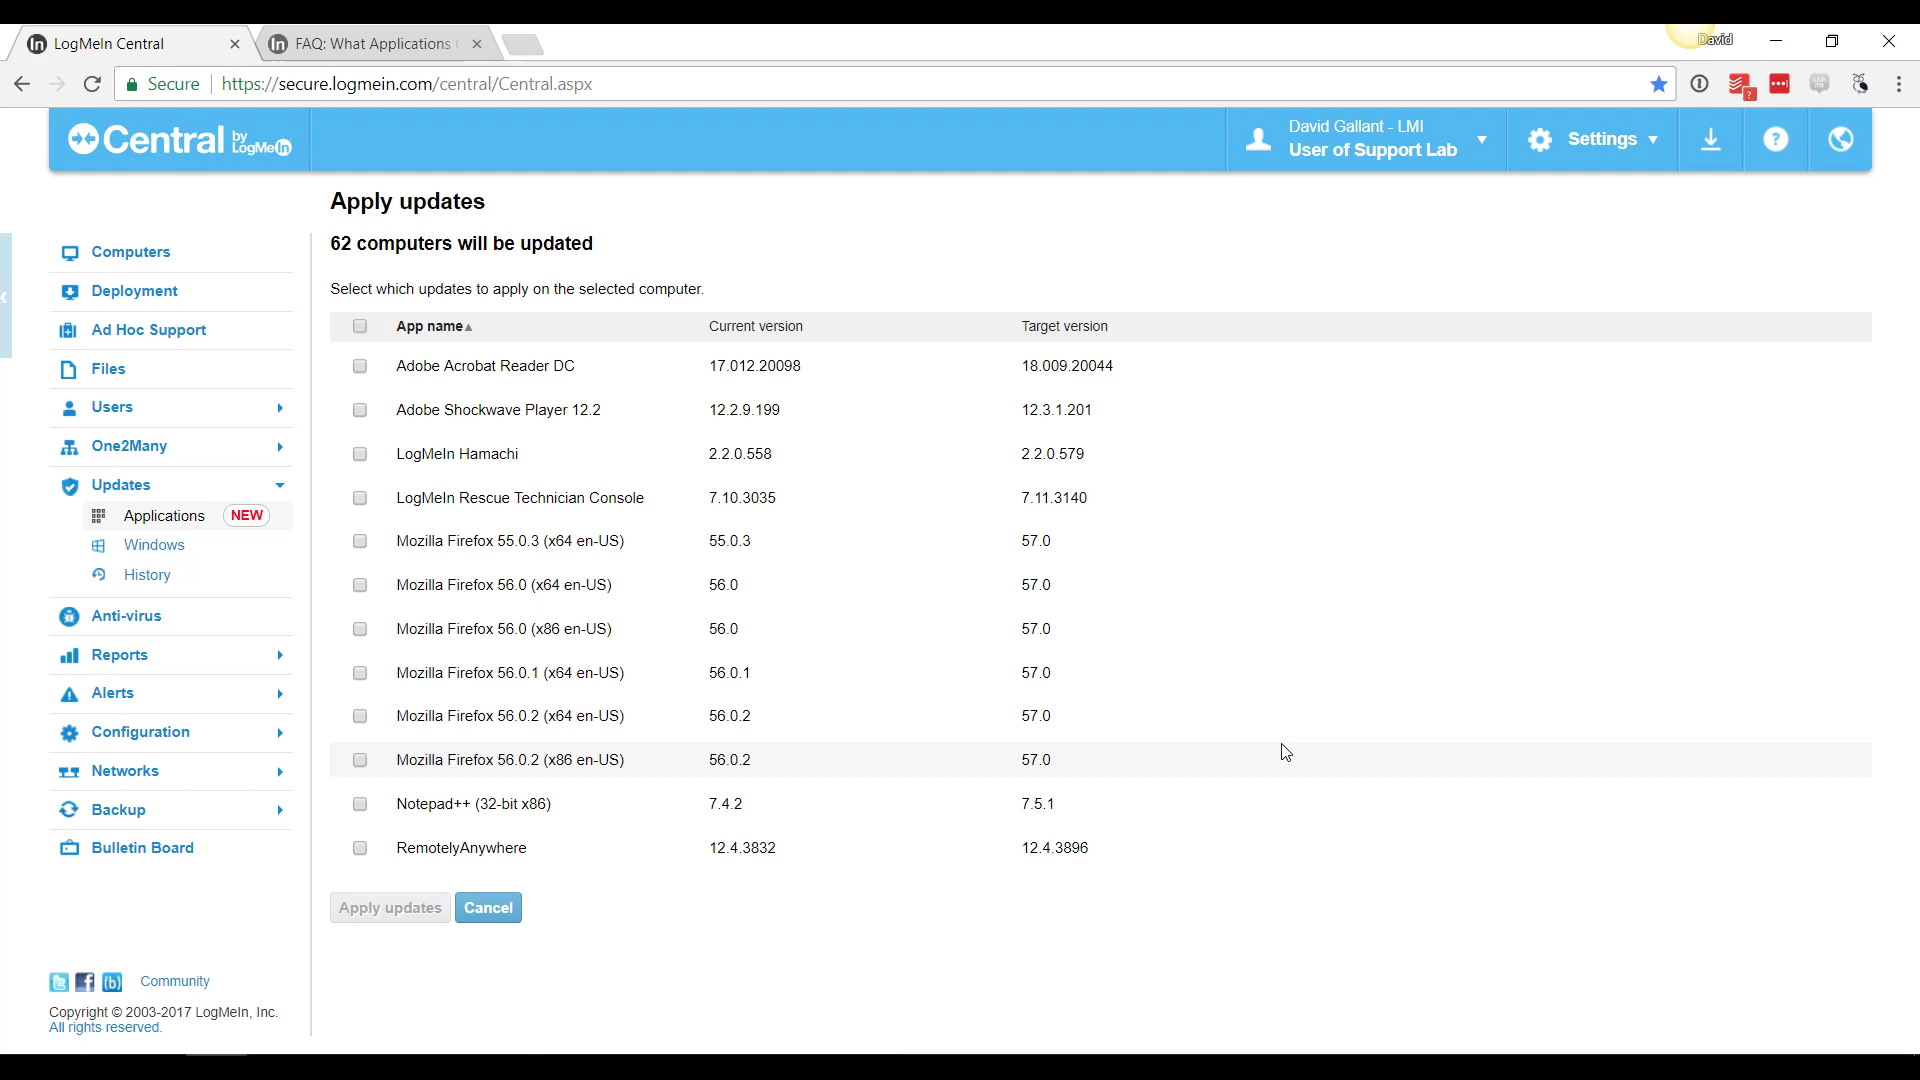 LogMeIn Central
FAQ: What Applications
David
Secure
https://secure.logmein.com/central/Central.aspx
Central by LogMeIn
David Gallant - LMI
User of Support Lab
Settings
Apply updates
62 computers will be updated
Select which updates to apply on the selected computer.
Computers
Deployment
Ad Hoc Support
Files
Users
One2Many
Updates
Applications NEW
Windows
History
Anti-virus
Reports
Alerts
Configuration
Networks
Backup
Bulletin Board
App name Current version Target version
Adobe Acrobat Reader DC 17.012.20098 18.009.20044
Adobe Shockwave Player 12.2 12.2.9.199 12.3.1.201
LogMeIn Hamachi 2.2.0.558 2.2.0.579
LogMeIn Rescue Technician Console 7.10.3035 7.11.3140
Mozilla Firefox 55.0.3 (x64 en-US) 55.0.3 57.0
Mozilla Firefox 56.0 (x64 en-US) 56.0 57.0
Mozilla Firefox 56.0 (x86 en-US) 56.0 57.0
Mozilla Firefox 56.0.1 (x64 en-US) 56.0.1 57.0
Mozilla Firefox 56.0.2 (x64 en-US) 56.0.2 57.0
Mozilla Firefox 56.0.2 (x86 en-US) 56.0.2 57.0
Notepad++ (32-bit x86) 7.4.2 7.5.1
RemotelyAnywhere 12.4.3832 12.4.3896
Apply updates Cancel
Community
Copyright © 2003-2017 LogMeIn, Inc.
All rights reserved.